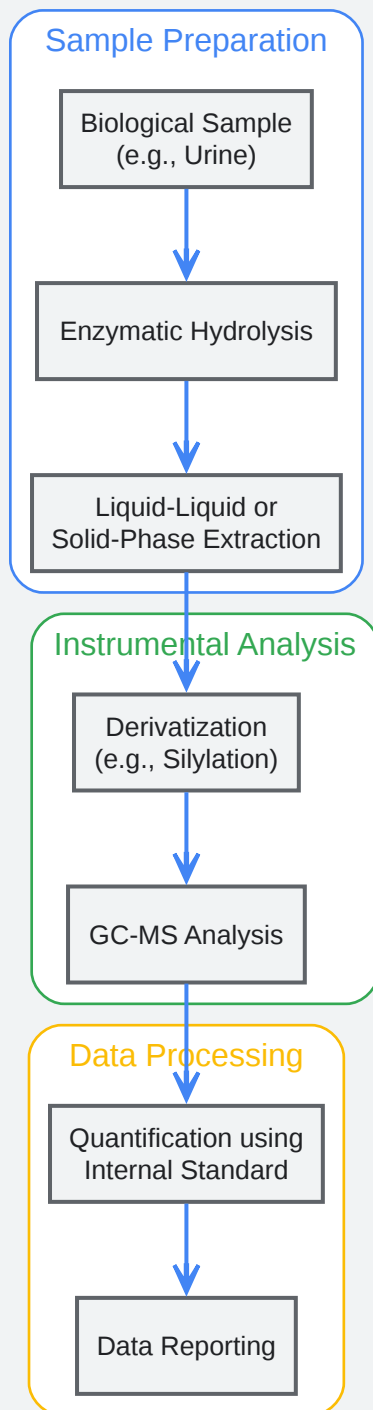 Sample Preparation
Biological Sample
(e.g., Urine)
Enzymatic Hydrolysis
Liquid-Liquid or
Solid-Phase Extraction
Instrumental Analysis
Derivatization
(e.g., Silylation)
GC-MS Analysis
Data Processing
Quantification using
Internal Standard
Data Reporting